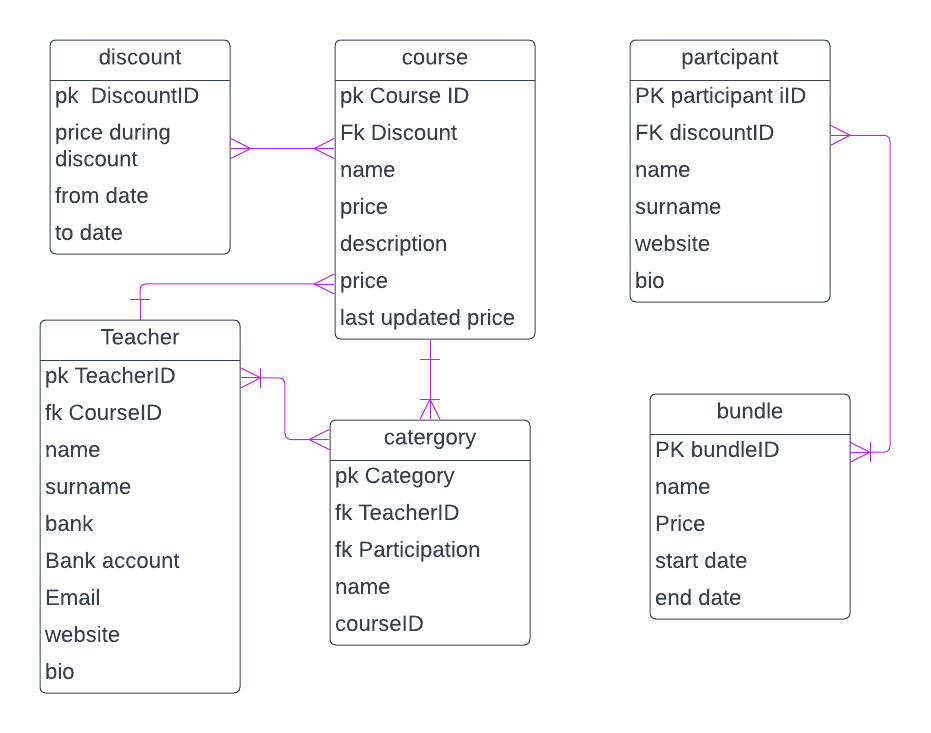 discount
pk DiscountID
price during
discount
from date
to date
course
pk Course ID
Fk Discount
name
price
description
price
last updated price
partcipant
PK participant iID
FK discountID
name
surname
website
bio
Teacher
pk TeacherID
fk CourseID
name
surname
bank
Bank account
Email
website
bio
catergory
pk Category
fk TeacherID
fk Participation
name
courseID
bundle
PK bundleID
name
Price
start date
end date